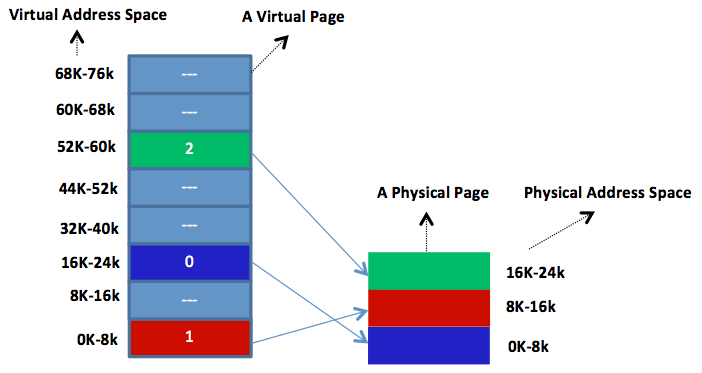 Virtual Address Space
A Virtual Page
68K-76k
---
60K-68k
---
52K-60k
2
44K-52k
---
32K-40k
---
16K-24k
0
8K-16k
---
0K-8k
1
A Physical Page
Physical Address Space
16K-24k
8K-16k
0K-8k